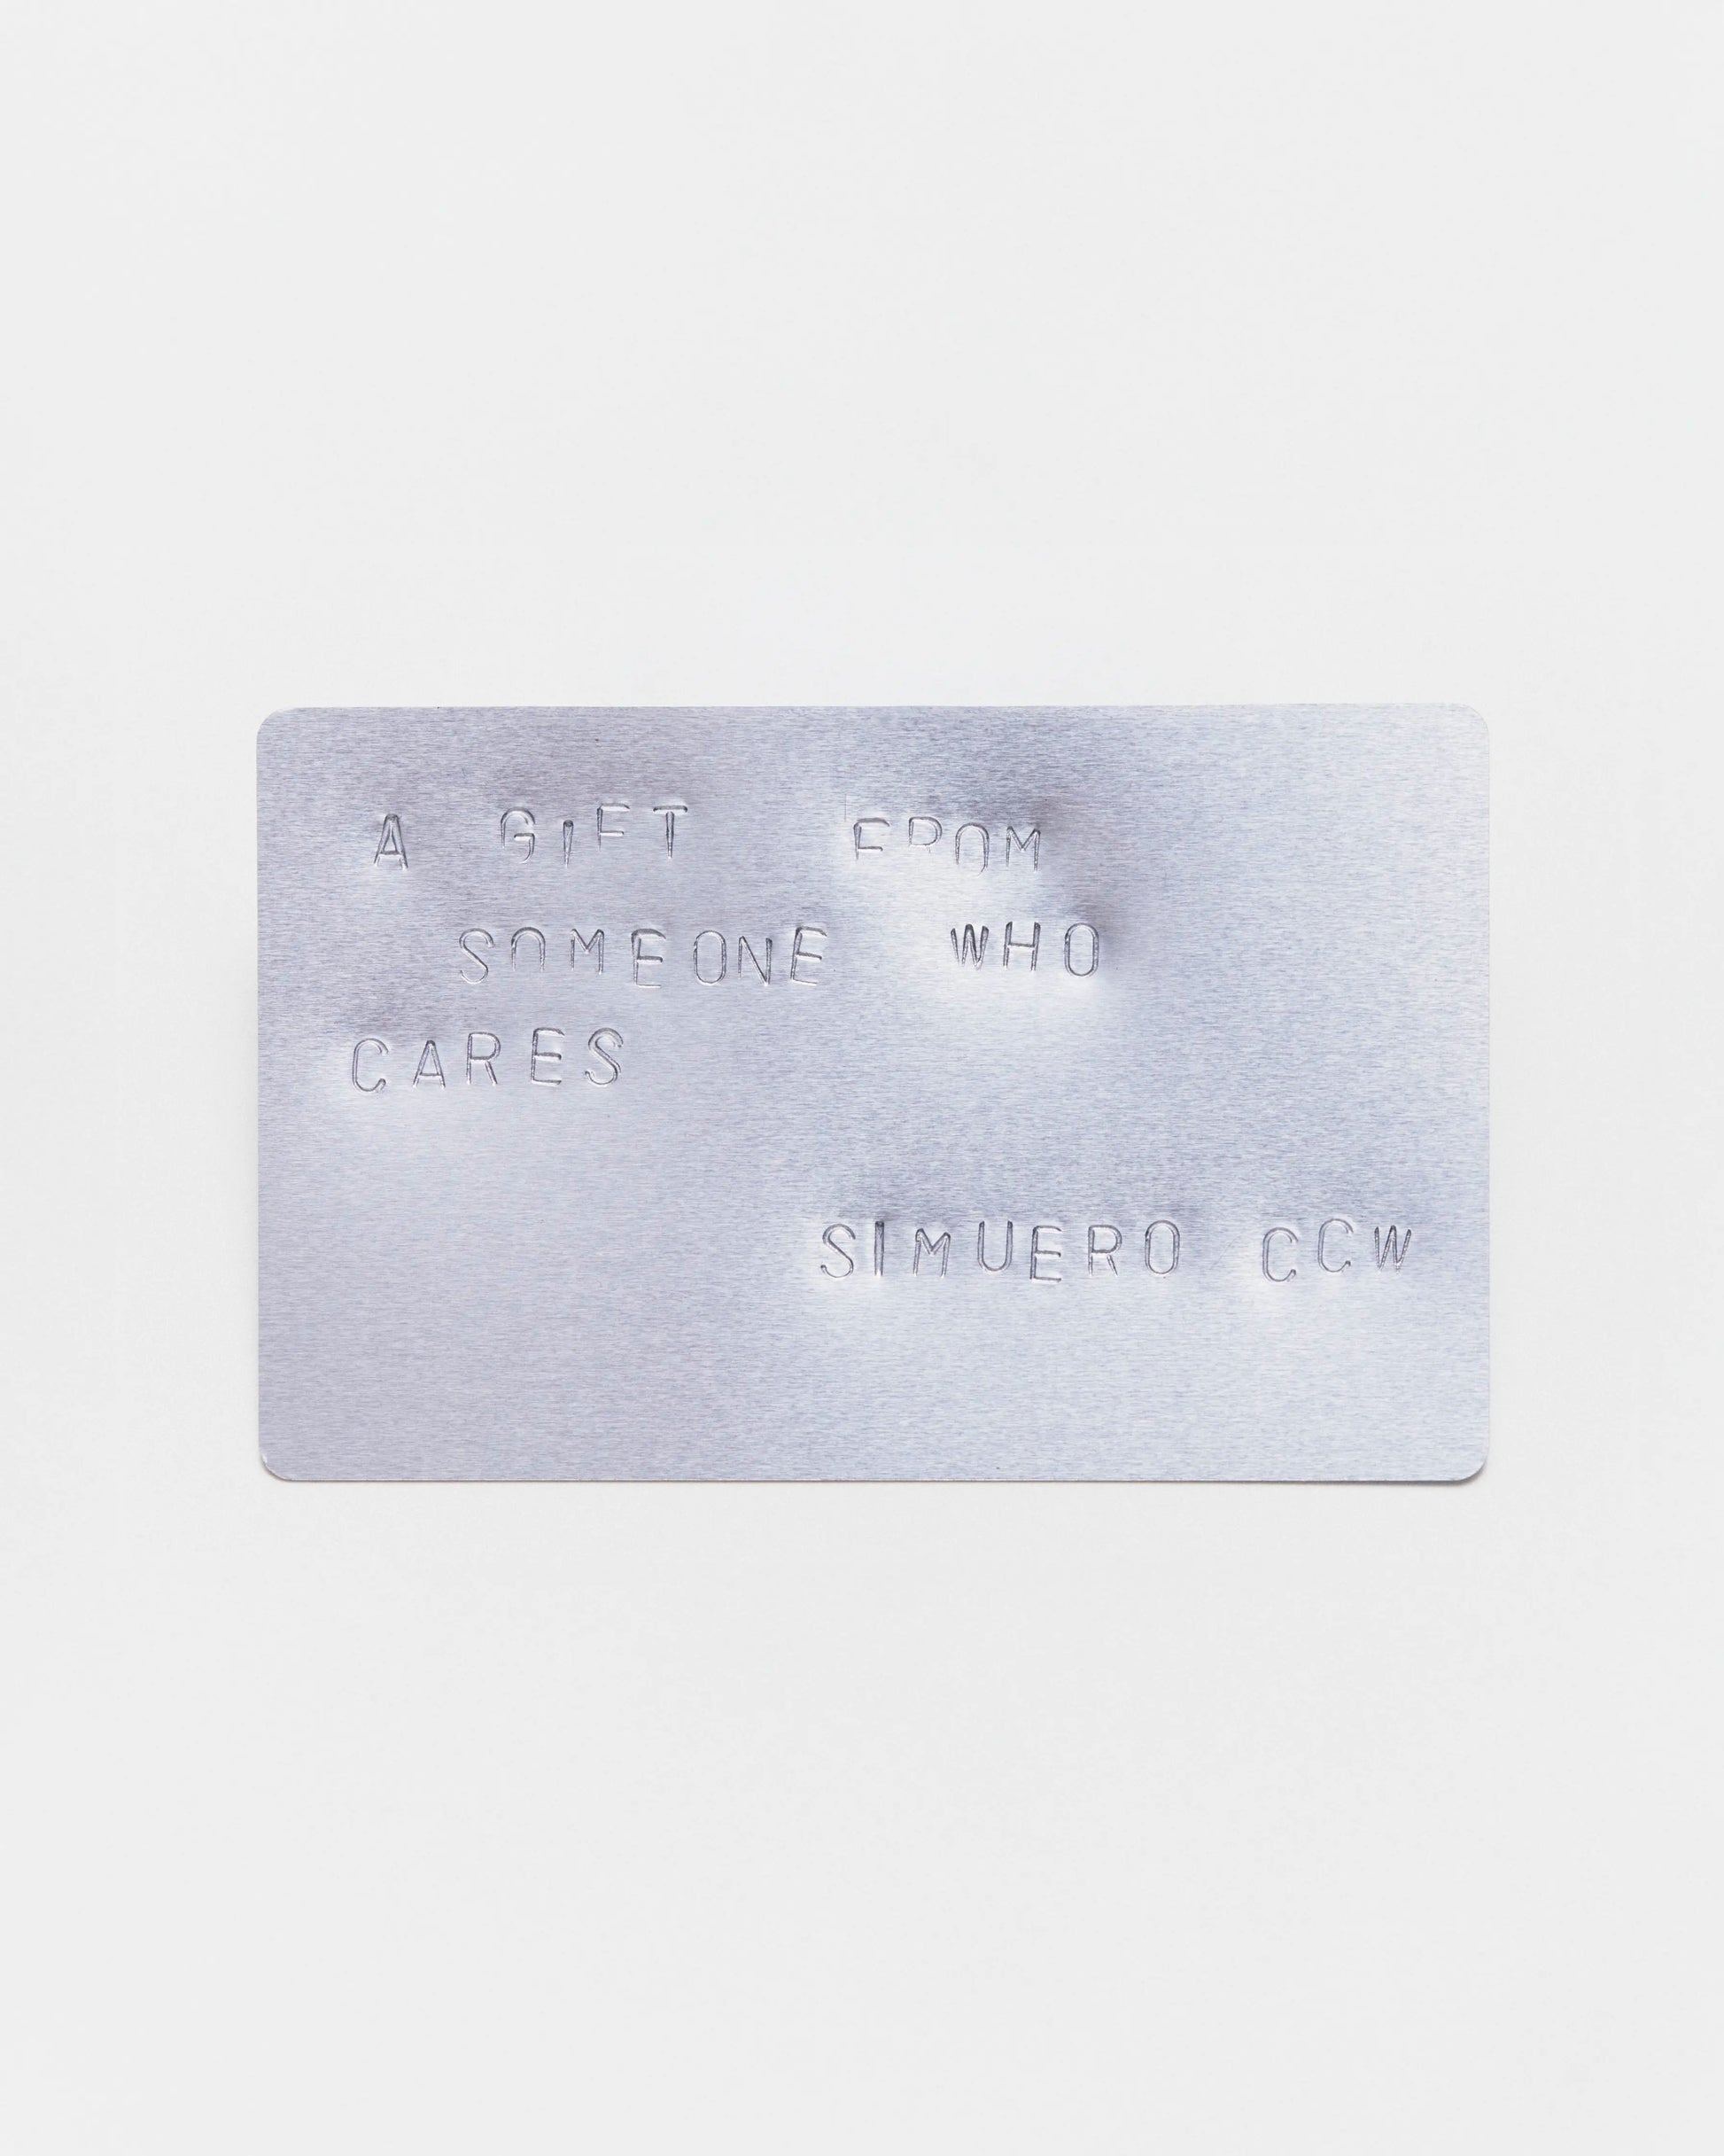 A GIFT FROM
SOMEONE WHO
CARES
SIMUERO CCW